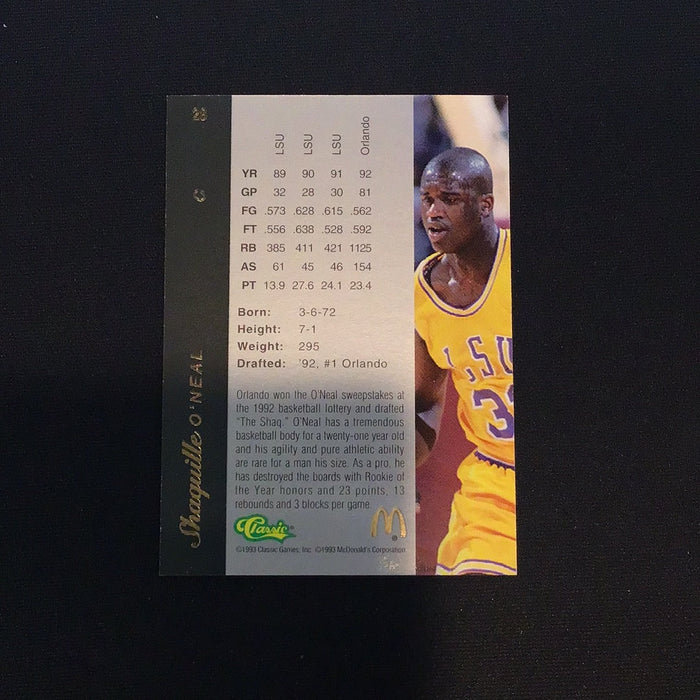 28
C
Shaquille O'NEAL
LSU LSU LSU Orlando
YR 89 90 91 92
GP 32 28 30 81
FG .573 .628 .615 .562
FT .556 .638 .528 .592
RB 385 411 421 1125
AS 61 45 46 154
PT 13.9 27.6 24.1 23.4
Born: 3-6-72
Height: 7-1
Weight: 295
Drafted: '92, #1 Orlando
Orlando won the O'Neal sweepstakes at
the 1992 basketball lottery and drafted
"The Shaq." O'Neal has a tremendous
basketball body for a twenty-one year old
and his agility and pure athletic ability
are rare for a man his size. As a pro, he
has destroyed the boards with Rookie of
the Year honors and 23 points, 13
rebounds and 3 blocks per game.
Classic
©1993 Classic Games, Inc. ©1993 McDonald's Corporation
LSU
3